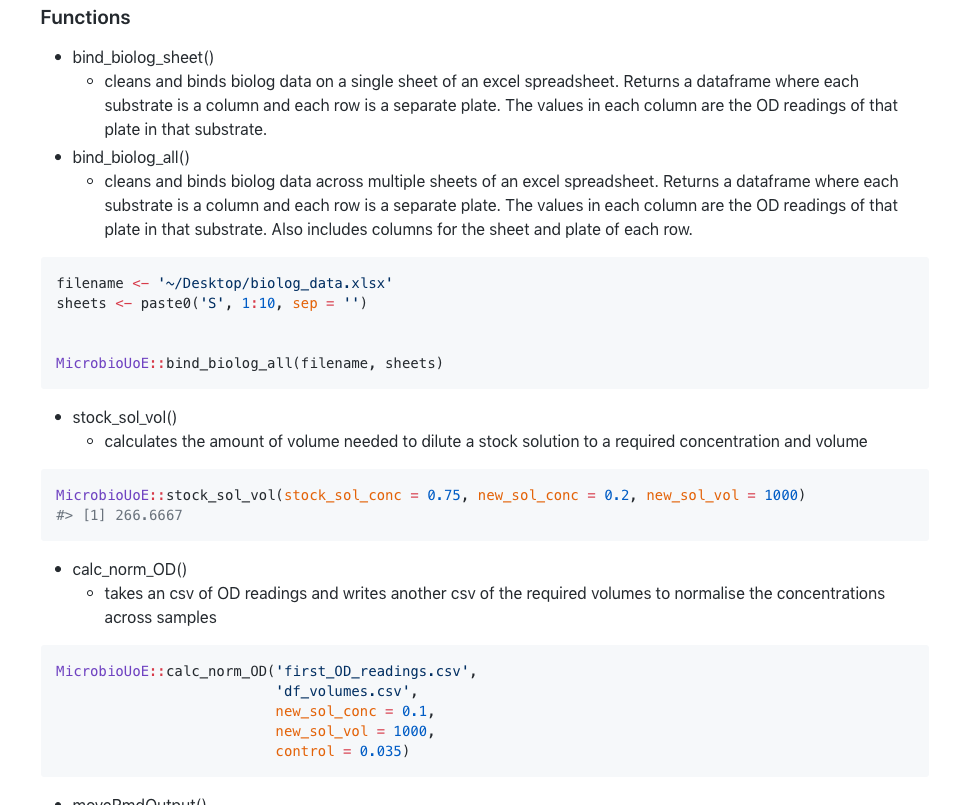 Functions
bind_biolog_sheet()
cleans and binds biolog data on a single sheet of an excel spreadsheet. Returns a dataframe where each
substrate is a column and each row is a separate plate. The values in each column are the OD readings of that
plate in that substrate.
bind_biolog_all()
cleans and binds biolog data across multiple sheets of an excel spreadsheet. Returns a dataframe where each
substrate is a column and each row is a separate plate. The values in each column are the OD readings of that
plate in that substrate. Also includes columns for the sheet and plate of each row.
filename <- '~/Desktop/biolog_data.xlsx'
sheets <- paste0('S', 1:10, sep = '')
MicrobioUoE::bind_biolog_all(filename, sheets)
stock_sol_vol()
calculates the amount of volume needed to dilute a stock solution to a required concentration and volume
MicrobioUoE::stock_sol_vol(stock_sol_conc = 0.75, new_sol_conc = 0.2, new_sol_vol = 1000)
#> [1] 266.6667
calc_norm_OD()
takes an csv of OD readings and writes another csv of the required volumes to normalise the concentrations
across samples
MicrobioUoE::calc_norm_OD('first_OD_readings.csv',
'df_volumes.csv',
new_sol_conc = 0.1,
new_sol_vol = 1000,
control = 0.035)
moveRmdOutput()